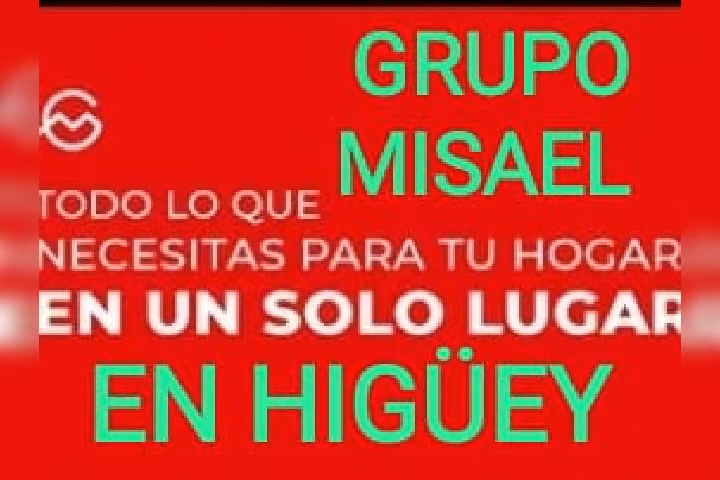 GRUPO
MISAEL
TODO LO QUE
NECESITAS PARA TU HOGAR
EN UN SOLO LUGAR
EN HIGÜEY